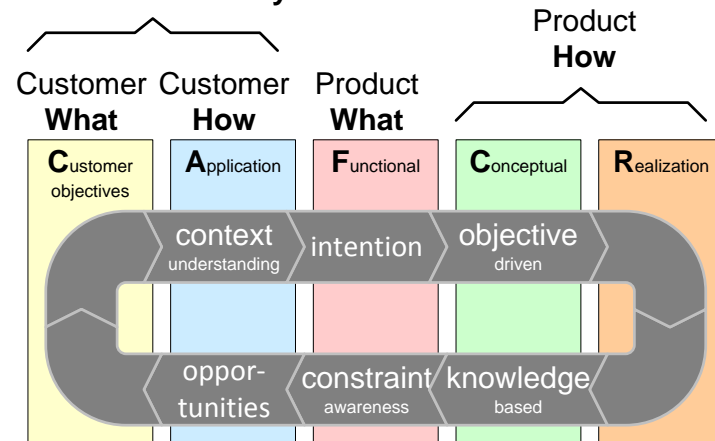 Product
How
Customer Customer Product
What How What
Customer objectives
Application
Functional
Conceptual
Realization
context
understanding
intention
objective
driven
oppor-
tunities
constraint
awareness
knowledge
based